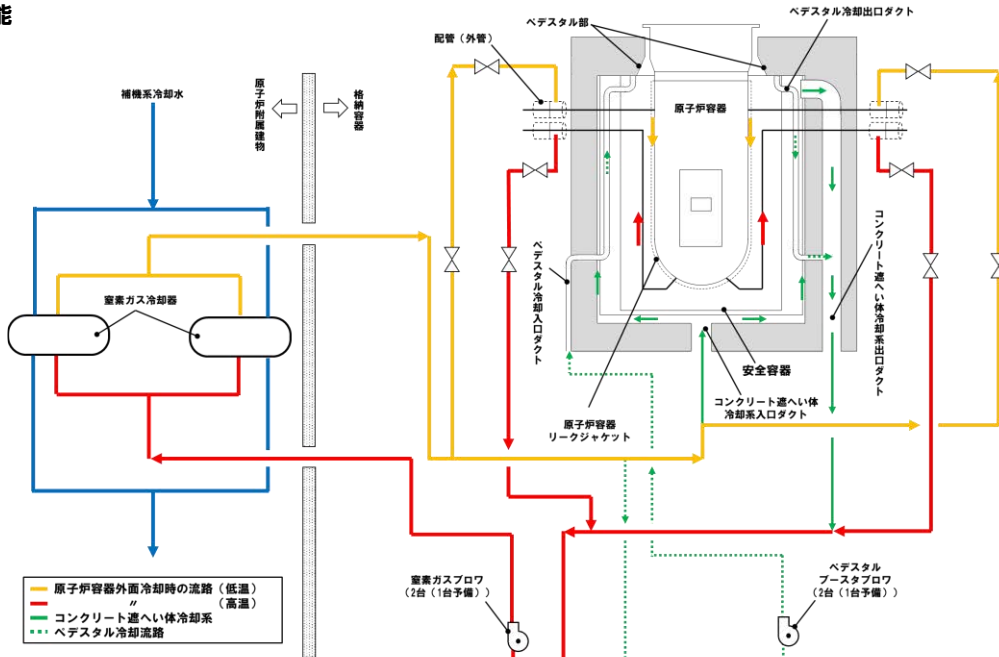 能
ペデスタル冷却出口ダクト
ペデスタル部
配管（外管）
補機系冷却水
原子炉附属建物
格納容器
原子炉容器
ペデスタル冷却入口ダクト
コンクリート遮へい体冷却系出口ダクト
窒素ガス冷却器
安全容器
コンクリート遮へい体
冷却系入口ダクト
原子炉容器
リークジャケット
原子炉容器外面冷却時の流路（低温）
〃（高温）
コンクリート遮へい体冷却系
ペデスタル冷却流路
窒素ガスブロワ
（2台（1台予備））
ペデスタル
ブースタブロワ
（2台（1台予備））